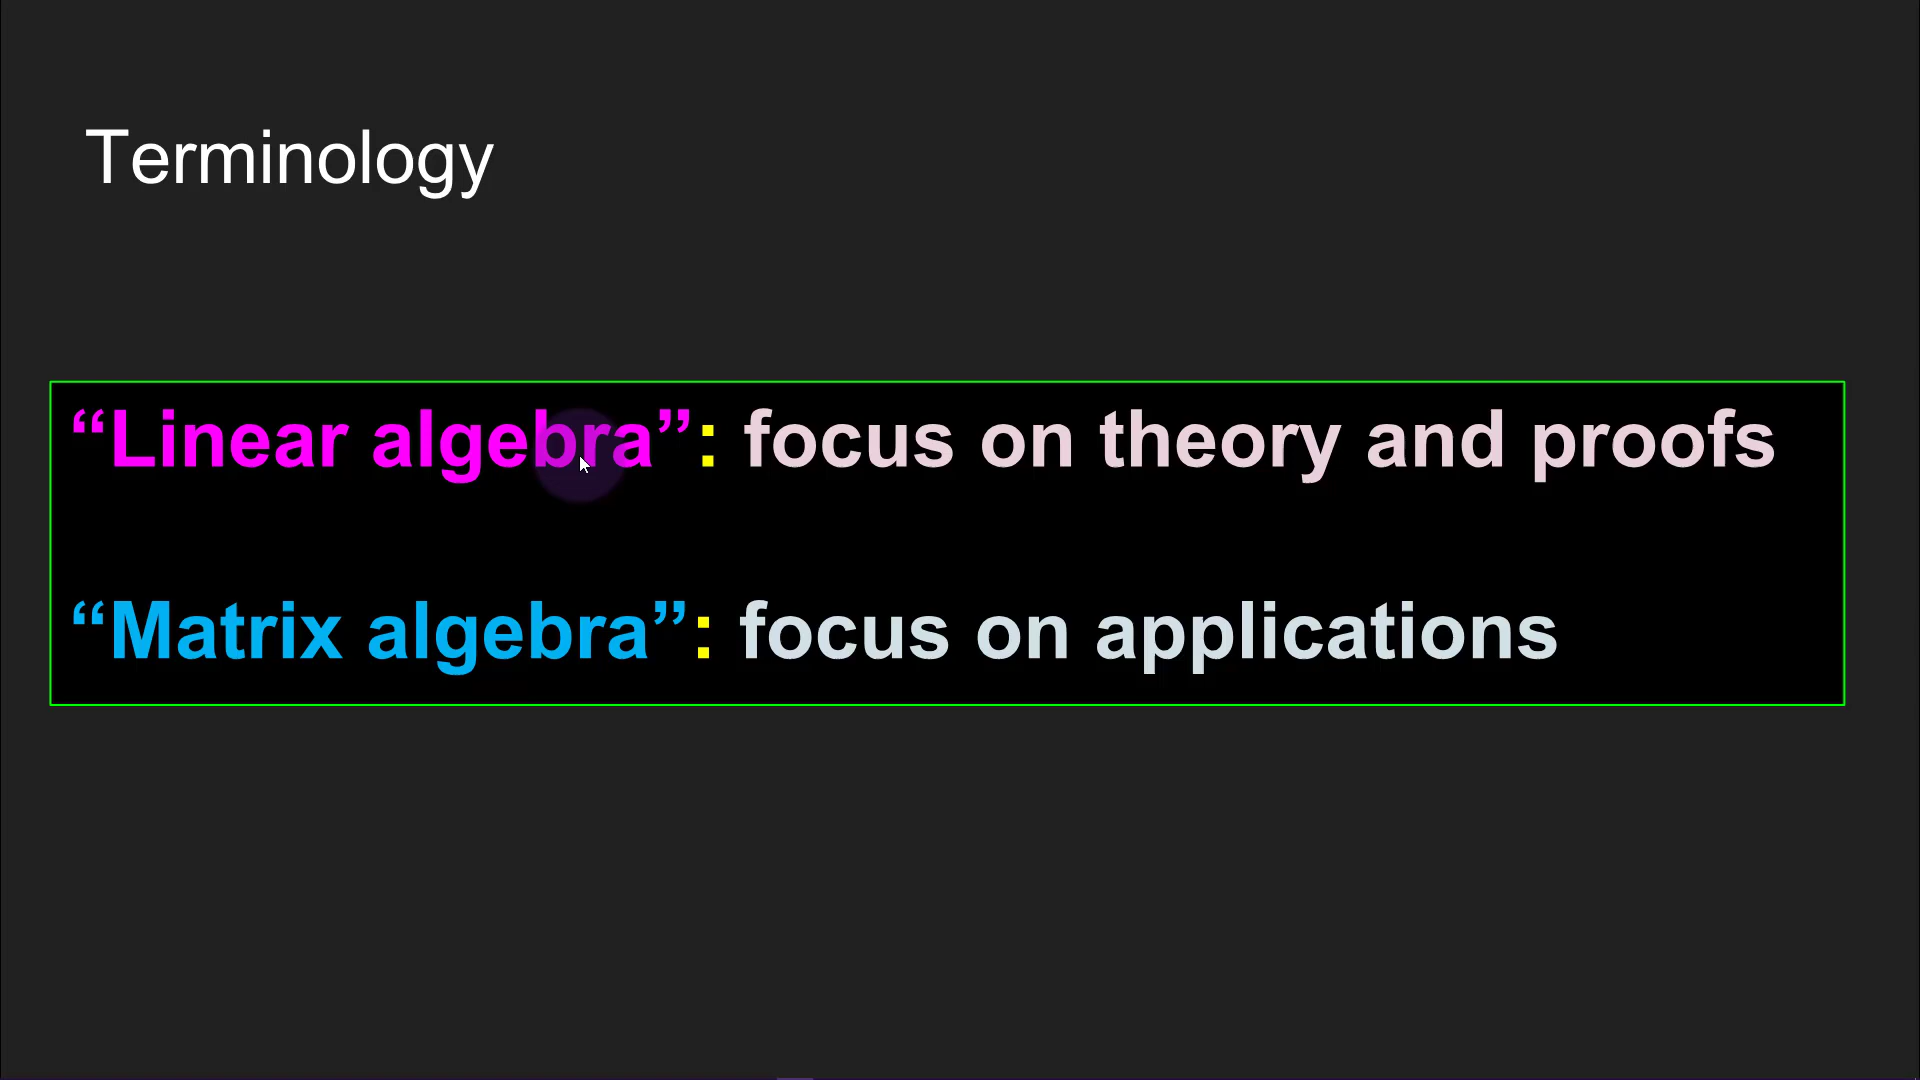 Terminology
“Linear algebra”: focus on theory and proofs
“Matrix algebra”: focus on applications